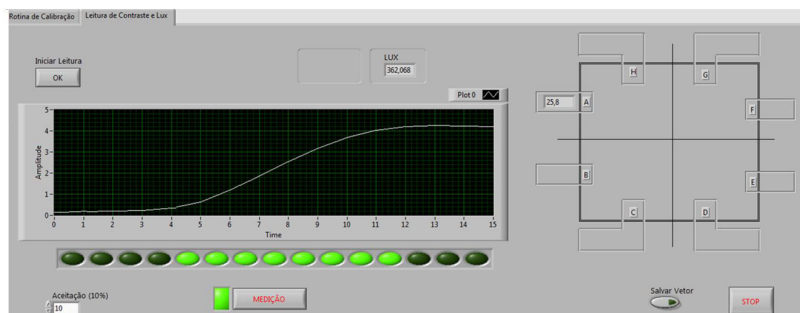 Rotina de Calibração
Leitura de Contraste e Lux
Iniciar Leitura
OK
LUX
362,068
Plot 0
Amplitude
5
4
3
2
1
0
0 1 2 3 4 5 6 7 8 9 10 11 12 13 14 15
Time
H
G
25,8
A
F
B
E
C
D
Aceitação (10%)
10
MEDIÇÃO
Salvar Vetor
STOP